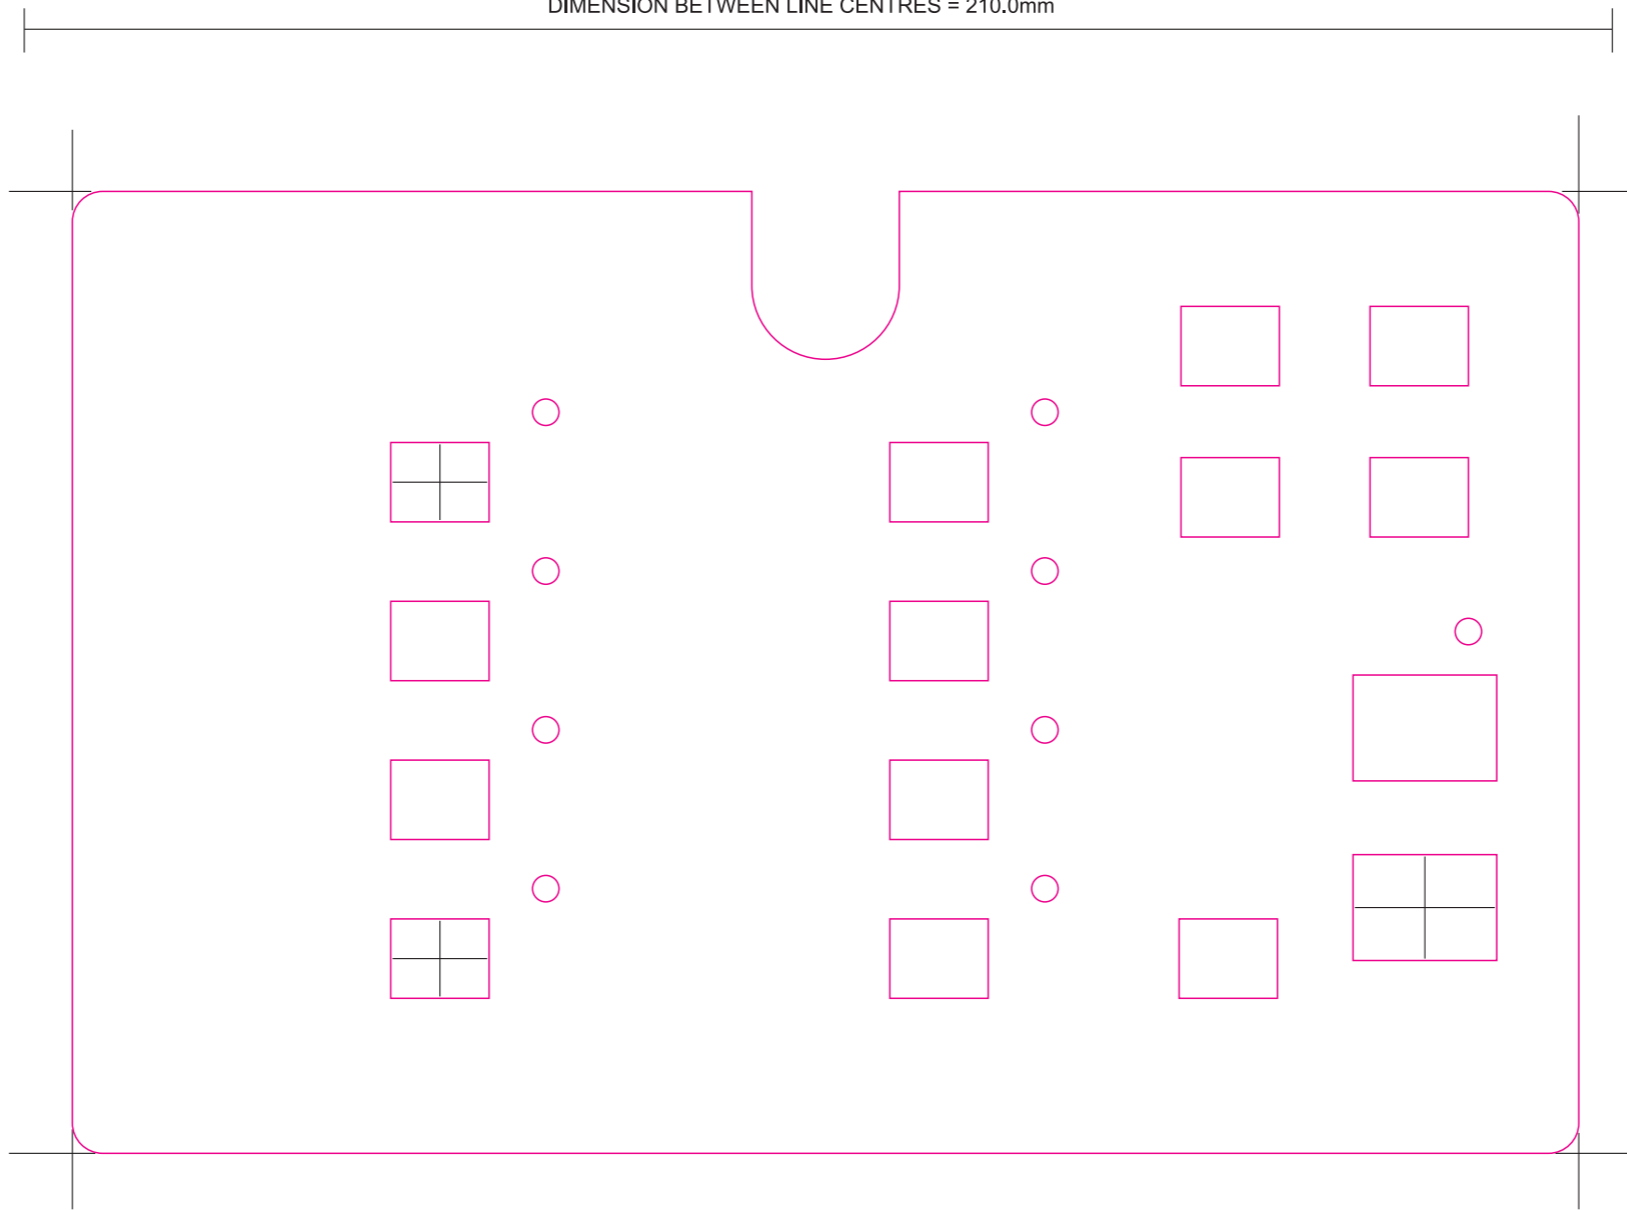 DIMENSION BETWEEN LINE CENTRES = 210.0mm